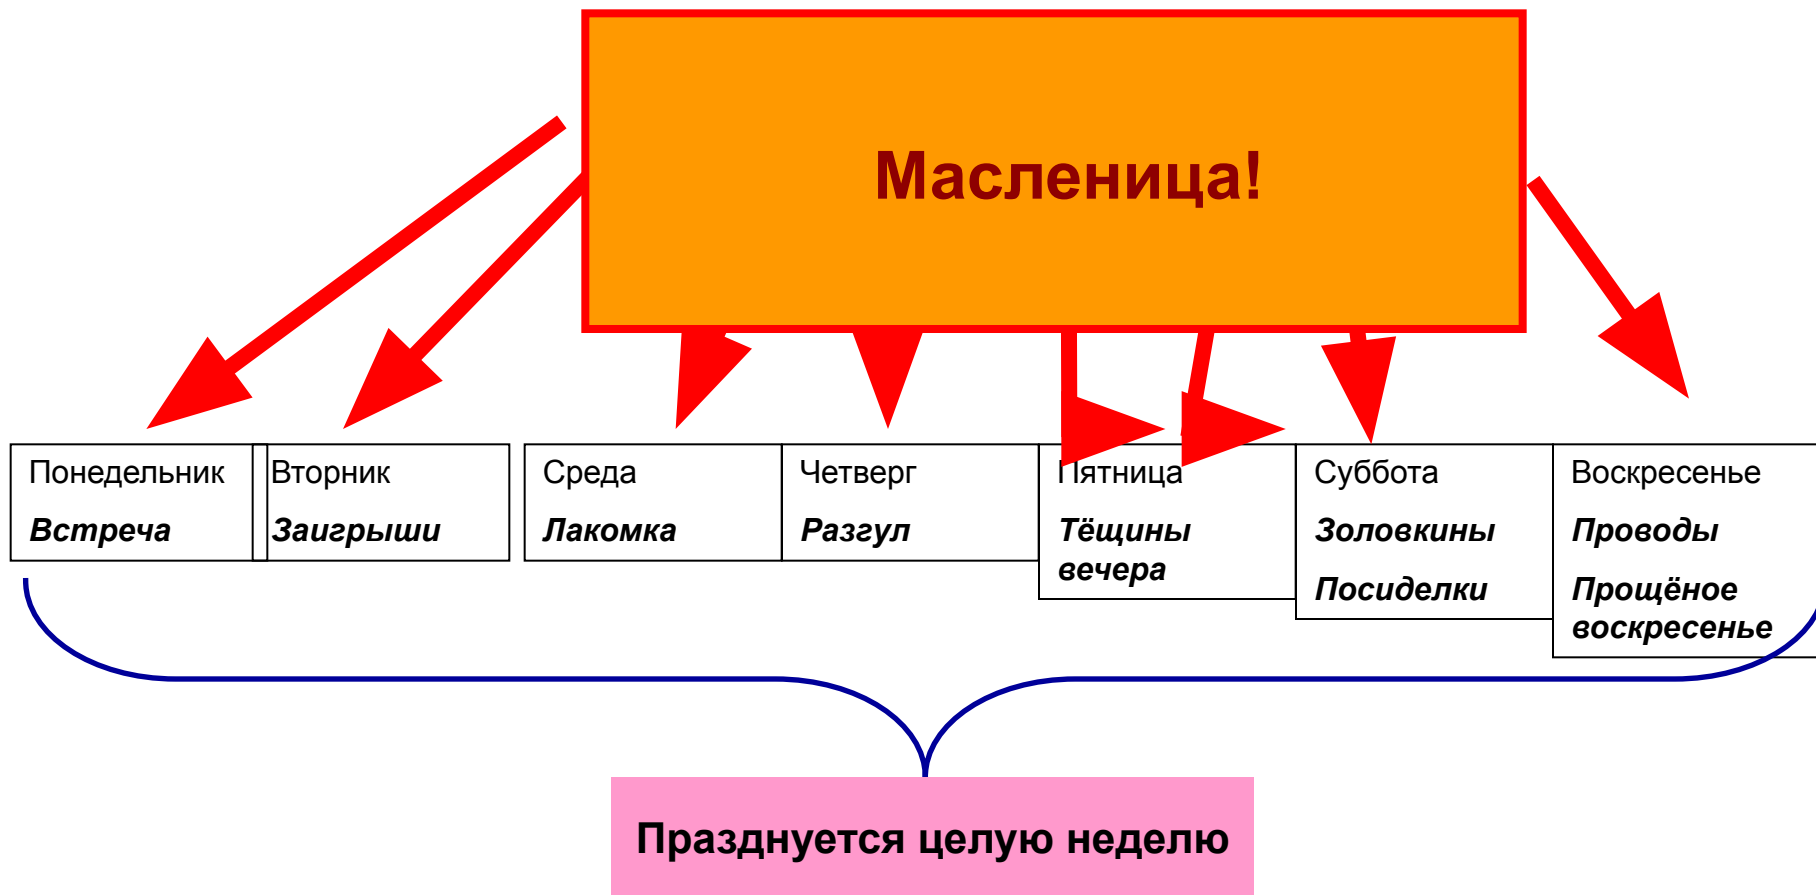 Масленица!
Понедельник
Встреча
Вторник
Заигрыши
Среда
Лакомка
Четверг
Разгул
Пятница
Тёщины
вечера
Суббота
Золовкины
Посиделки
Воскресенье
Проводы
Прощёное
воскресенье
Празднуется целую неделю